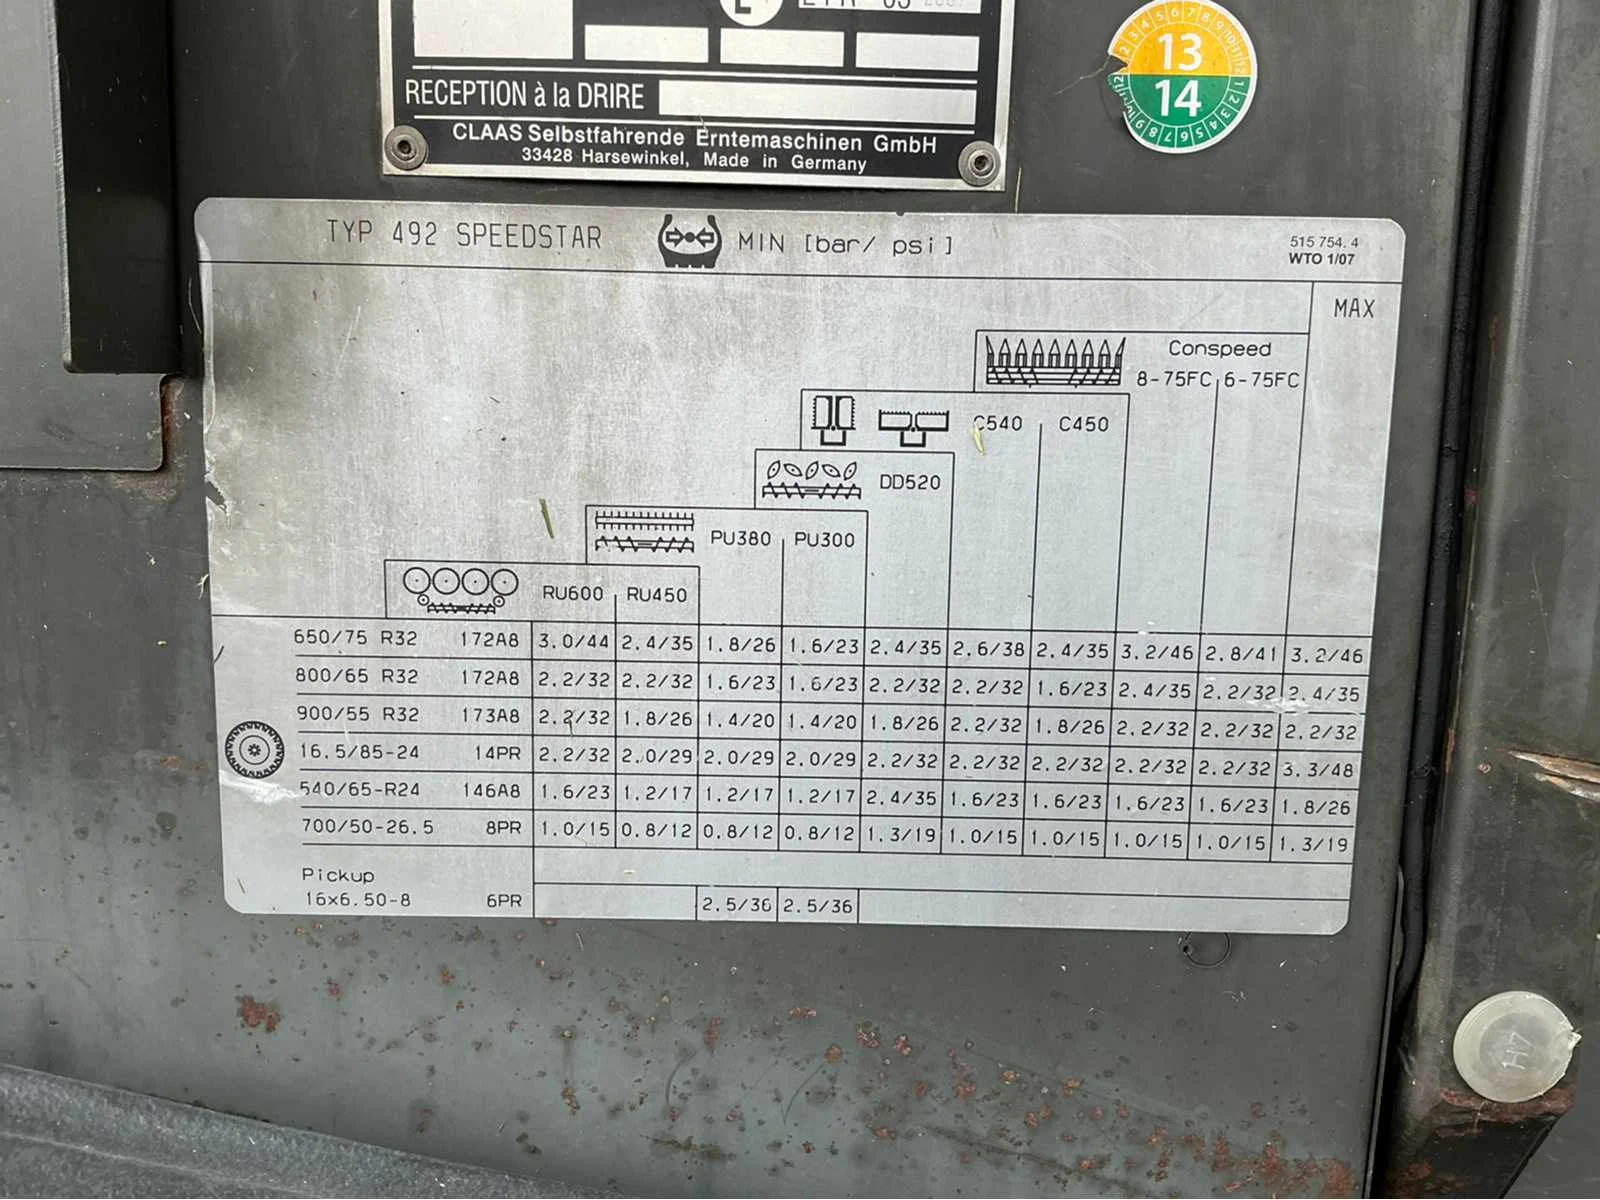 RECEPTION à la DRIRE
CLAAS Selbstfahrende Erntemaschinen GmbH
33428 Harsewinkel, Made in Germany
13
14
TYP 492 SPEEDSTAR MIN [bar/ psi]
515 754. 4
WTO 1/07
MAX
Conspeed
8-75FC 6-75FC
C540 C450
DD520
PU380 PU300
RU600 RU450
650/75 R32 172A8 3.0/44 2.4/35 1.8/26 1.6/23 2.4/35 2.6/38 2.4/35 3.2/46 2.8/41 3.2/46
800/65 R32 172A8 2.2/32 2.2/32 1.6/23 1.6/23 2.2/32 2.2/32 1.6/23 2.4/35 2.2/32 2.4/35
900/55 R32 173A8 2.2/32 1.8/26 1.4/20 1.4/20 1.8/26 2.2/32 1.8/26 2.2/32 2.2/32 2.2/32
16.5/85-24 14PR 2.2/32 2.0/29 2.0/29 2.0/29 2.2/32 2.2/32 2.2/32 2.2/32 2.2/32 3.3/48
540/65-R24 146A8 1.6/23 1.2/17 1.2/17 1.2/17 2.4/35 1.6/23 1.6/23 1.6/23 1.6/23 1.8/26
700/50-26.5 8PR 1.0/15 0.8/12 0.8/12 0.8/12 1.3/19 1.0/15 1.0/15 1.0/15 1.0/15 1.3/19
Pickup
16x6.50-8 6PR 2.5/36 2.5/36